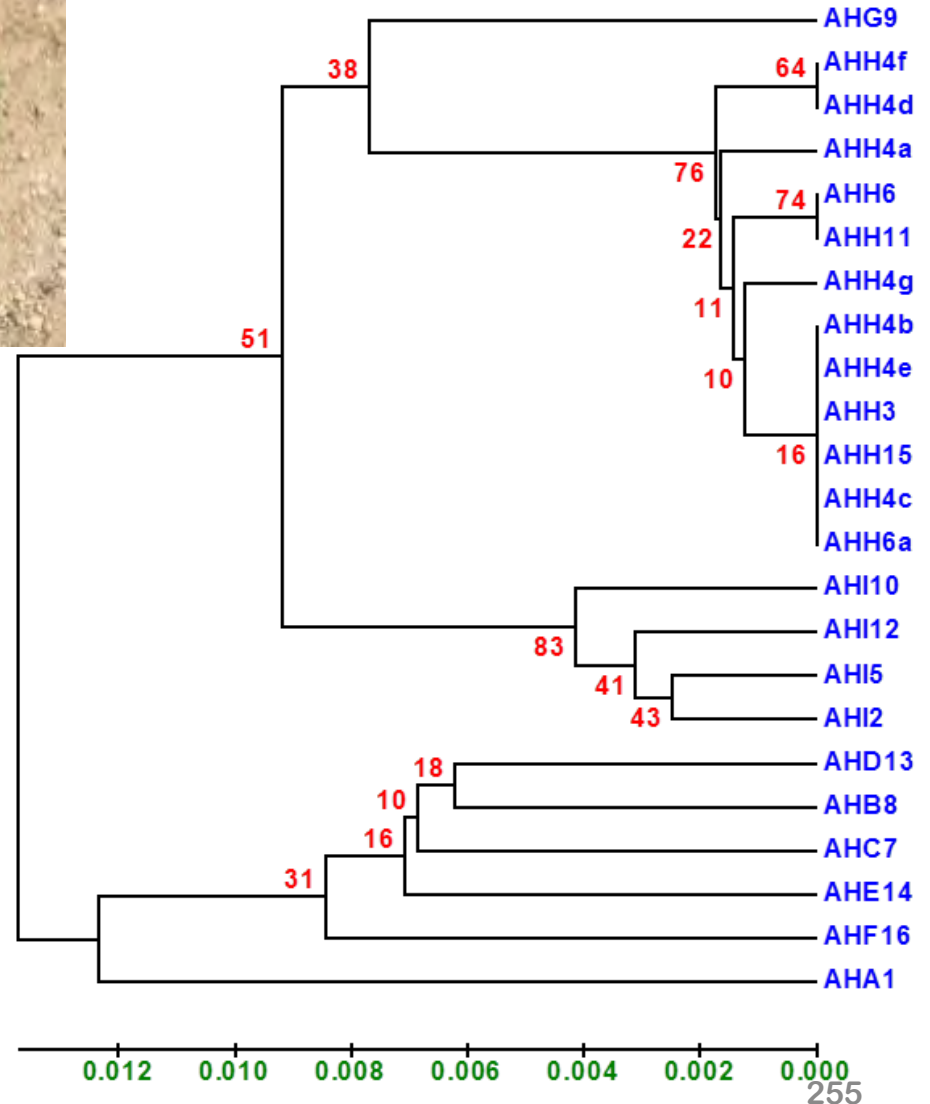 AHG9
38
64
AHH4f
AHH4d
AHH4a
76
74
AHH6
22
AHH11
AHH4g
11
AHH4b
51
AHH4e
10
AHH3
16
AHH15
AHH4c
AHH6a
AHI10
AHI12
83
AHI5
41
43
AHI2
18
AHD13
10
AHB8
16
AHC7
31
AHE14
AHF16
AHA1
0.012 0.010 0.008 0.006 0.004 0.002 0.000
255